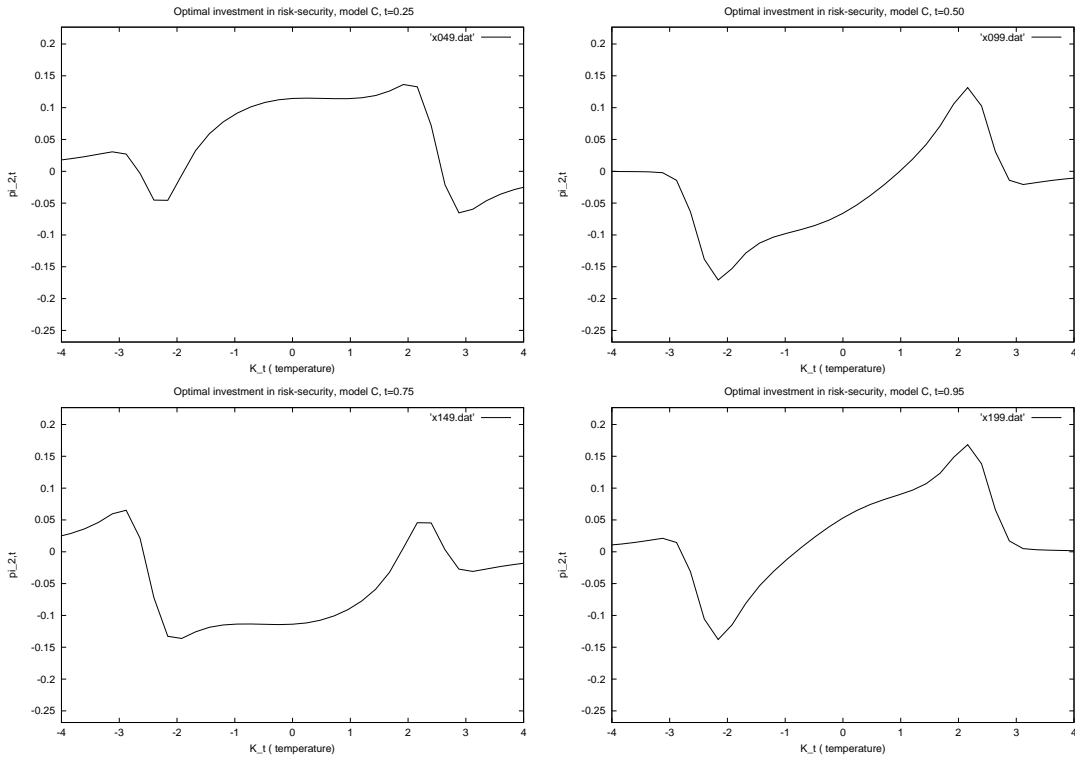 Optimal investment in risk-security, model C, t=0.25
'x049.dat'
0.2
0.15
0.1
0.05
0
-0.05
-0.1
-0.15
-0.2
-0.25
pi_2,t
-4 -3 -2 -1 0 1 2 3 4
K_t ( temperature)
Optimal investment in risk-security, model C, t=0.50
'x099.dat'
0.2
0.15
0.1
0.05
0
-0.05
-0.1
-0.15
-0.2
-0.25
pi_2,t
-4 -3 -2 -1 0 1 2 3 4
K_t ( temperature)
Optimal investment in risk-security, model C, t=0.75
'x149.dat'
0.2
0.15
0.1
0.05
0
-0.05
-0.1
-0.15
-0.2
-0.25
pi_2,t
-4 -3 -2 -1 0 1 2 3 4
K_t ( temperature)
Optimal investment in risk-security, model C, t=0.95
'x199.dat'
0.2
0.15
0.1
0.05
0
-0.05
-0.1
-0.15
-0.2
-0.25
pi_2,t
-4 -3 -2 -1 0 1 2 3 4
K_t ( temperature)